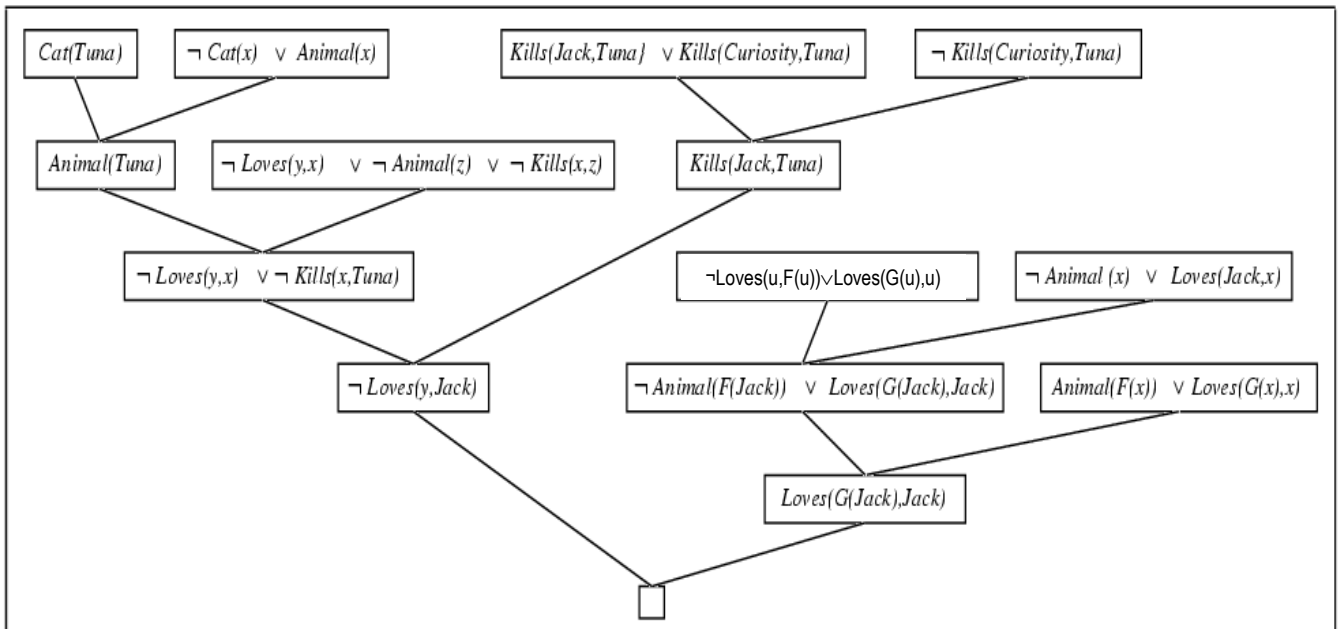 Cat(Tuna)
¬ Cat(x) ∨ Animal(x)
Kills(Jack,Tuna} ∨ Kills(Curiosity,Tuna)
¬ Kills(Curiosity,Tuna)
Animal(Tuna)
¬ Loves(y,x) ∨ ¬ Animal(z) ∨ ¬ Kills(x,z)
Kills(Jack,Tuna)
¬ Loves(y,x) ∨ ¬ Kills(x,Tuna)
¬Loves(u,F(u))∨Loves(G(u),u)
¬ Animal (x) ∨ Loves(Jack,x)
¬ Loves(y,Jack)
¬ Animal(F(Jack)) ∨ Loves(G(Jack),Jack)
Animal(F(x)) ∨ Loves(G(x),x)
Loves(G(Jack),Jack)